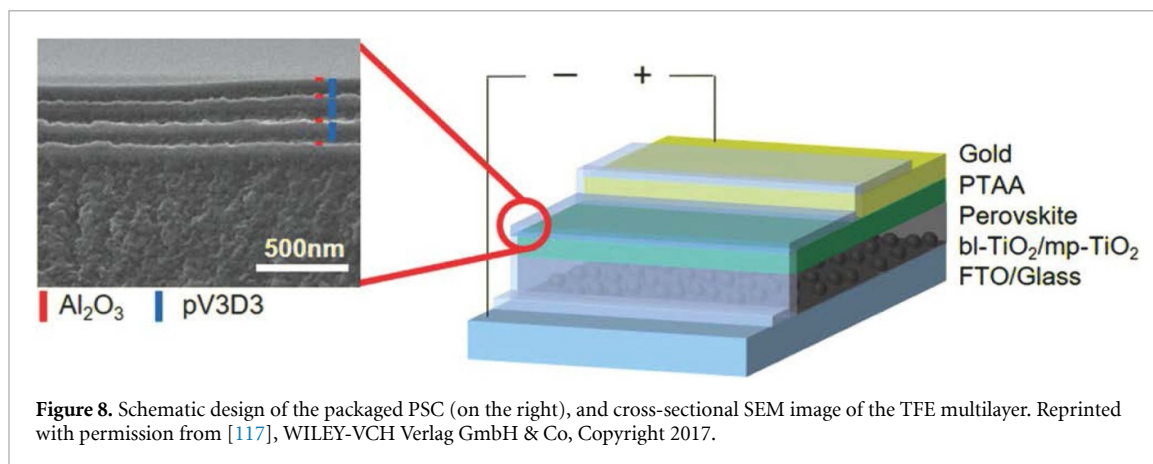 − +
Gold
PTAA
Perovskite
bl-TiO₂/mp-TiO₂
FTO/Glass
500nm
Al₂O₃ pV3D3
Figure 8. Schematic design of the packaged PSC (on the right), and cross-sectional SEM image of the TFE multilayer. Reprinted
with permission from [117], WILEY-VCH Verlag GmbH & Co, Copyright 2017.